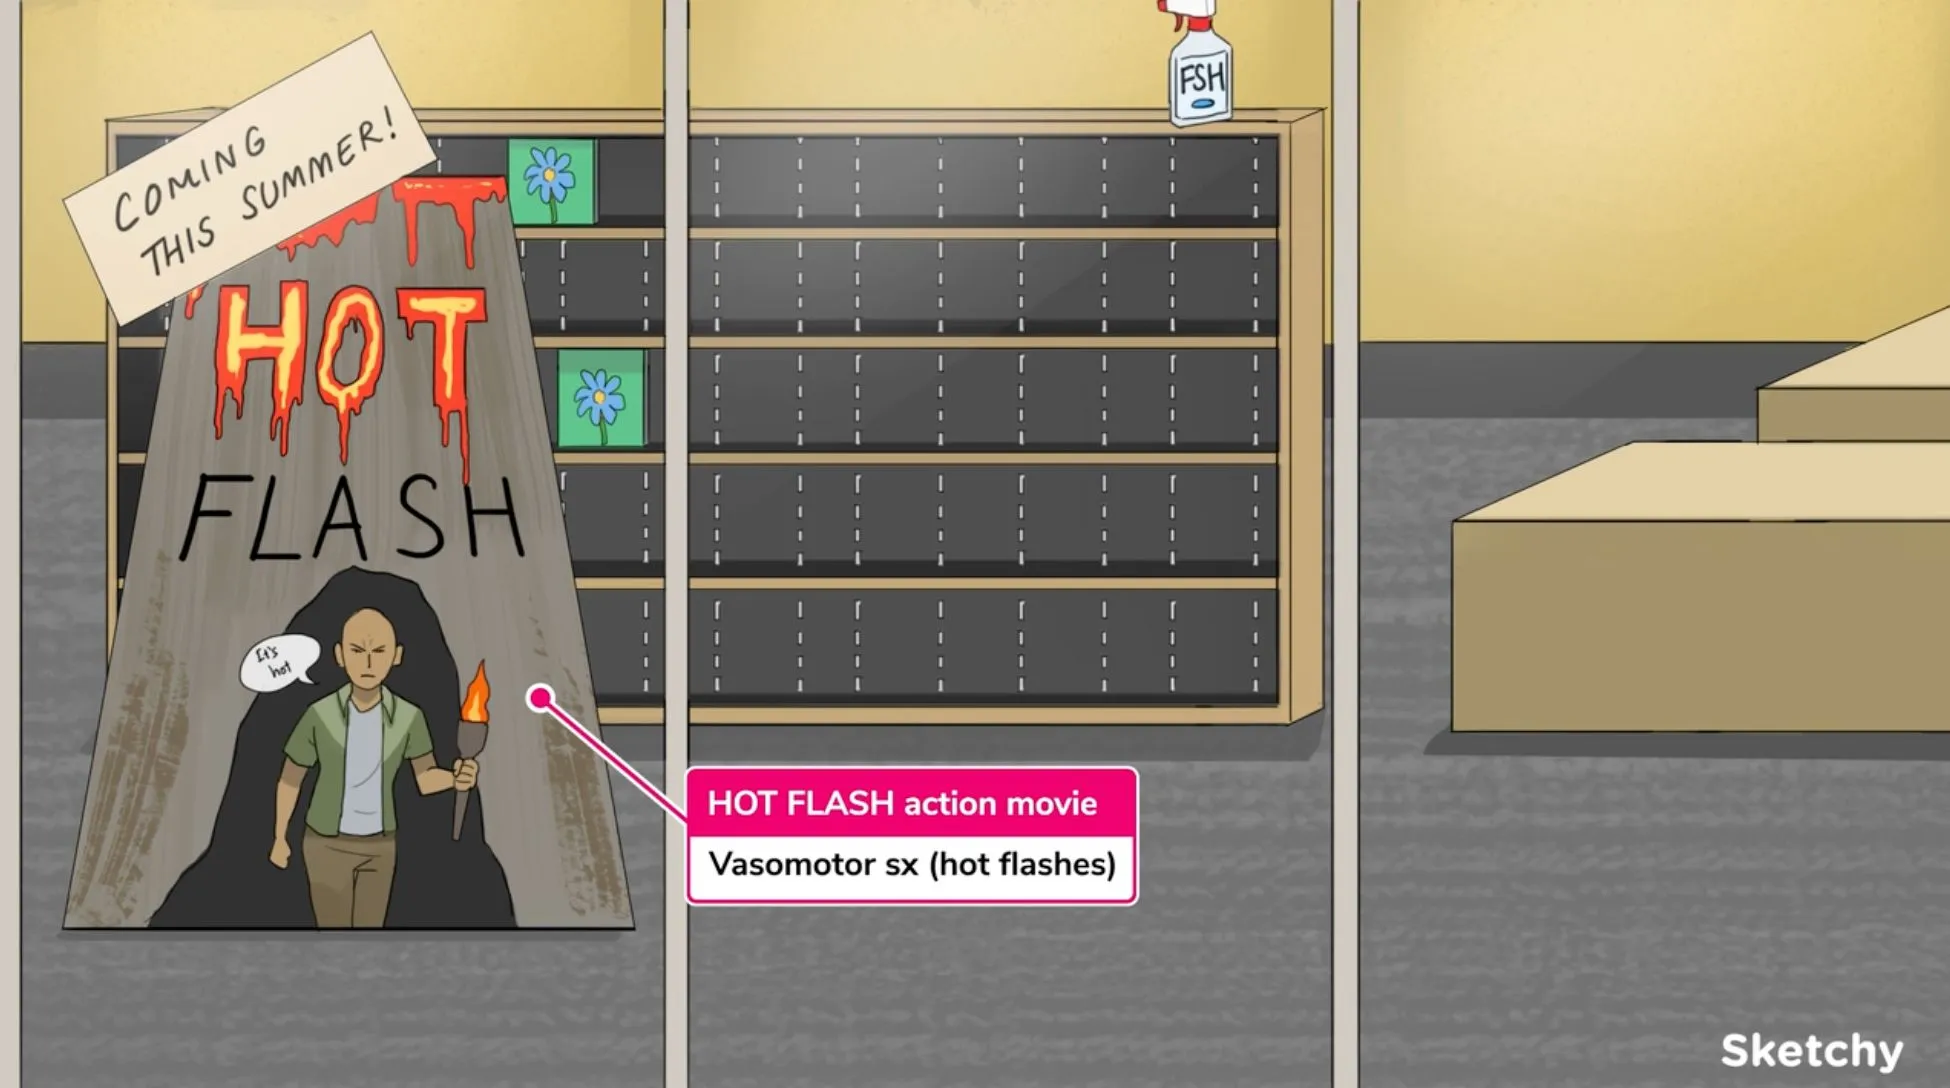 COMING
THIS SUMMER!
HOT
FLASH
It's
hot
FSH
HOT FLASH action movie
Vasomotor sx (hot flashes)
Sketchy